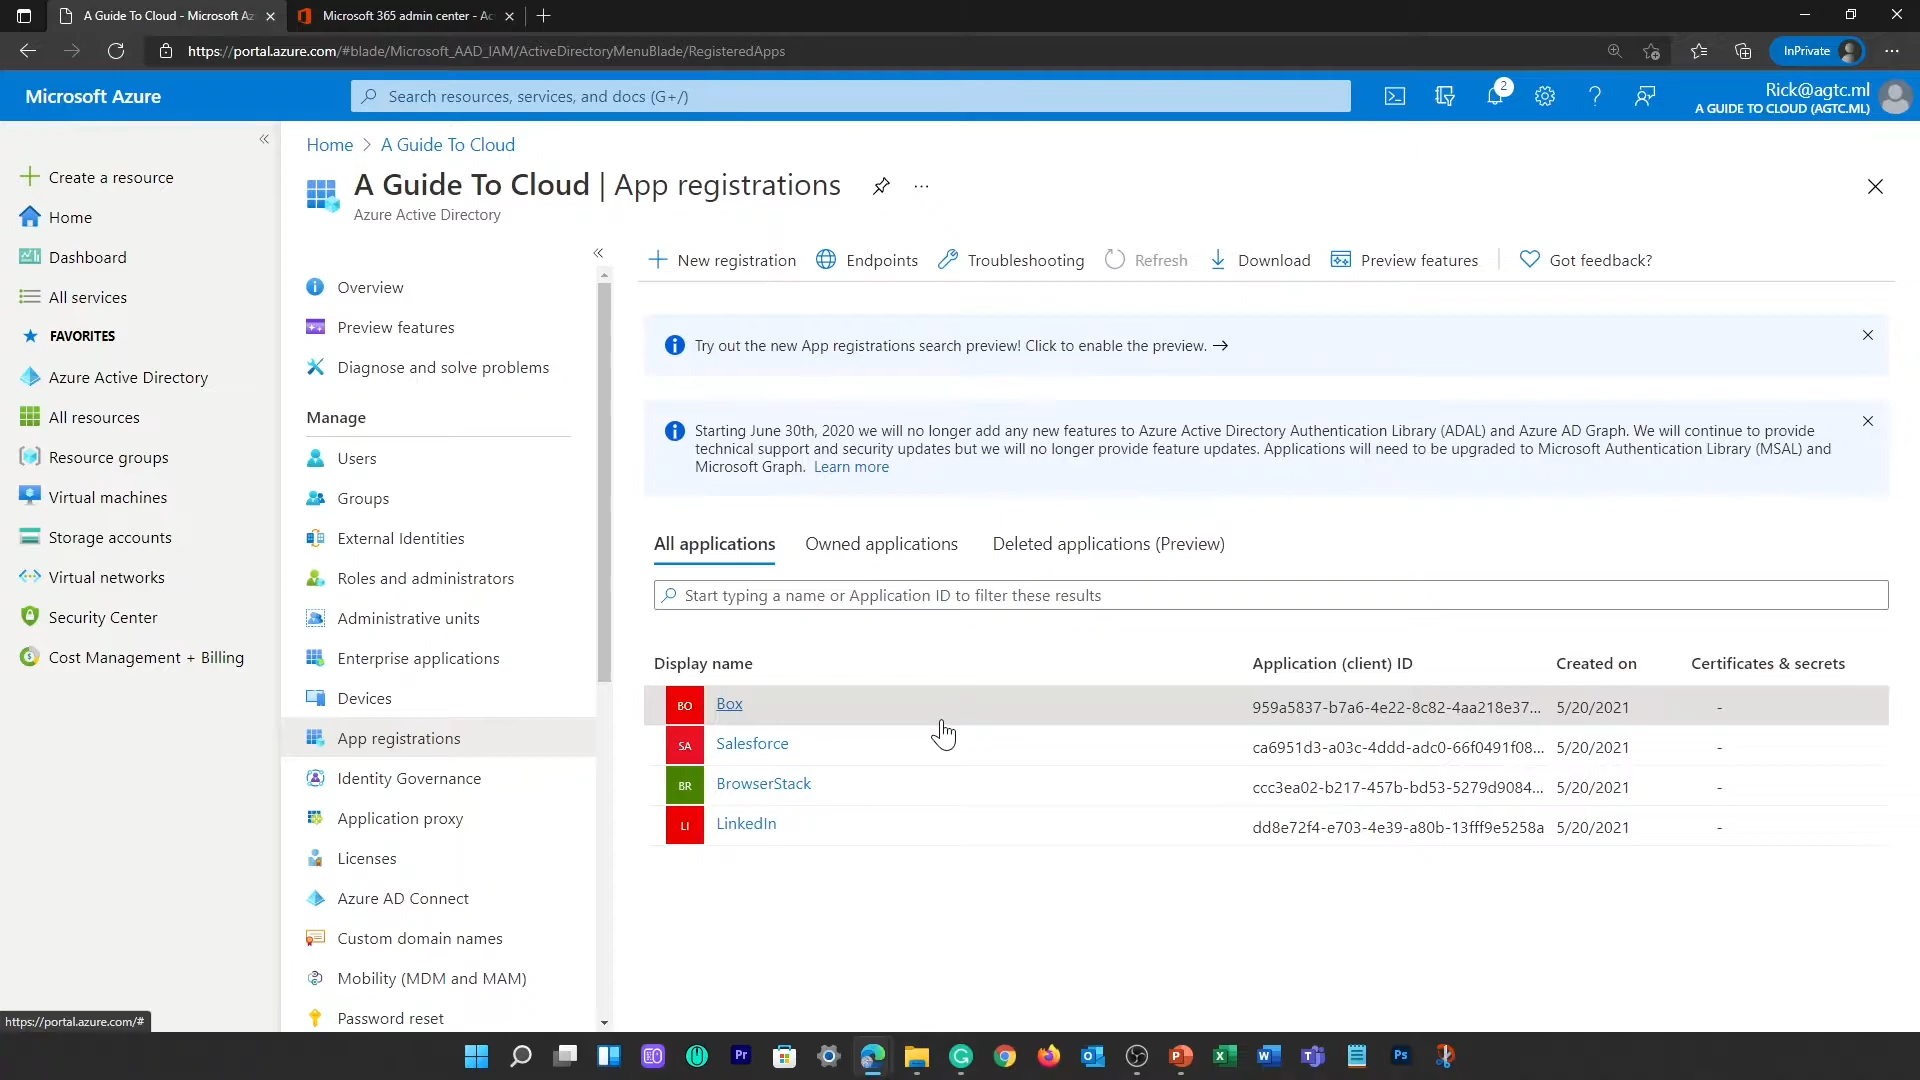 A Guide To Cloud - Microsoft Az
Microsoft 365 admin center - Ac
https://portal.azure.com/#blade/Microsoft_AAD_IAM/ActiveDirectoryMenuBlade/RegisteredApps
InPrivate
Microsoft Azure
Search resources, services, and docs (G+/)
2
Rick@agtc.ml
A GUIDE TO CLOUD (AGTC.ML)
Create a resource
Home
Dashboard
All services
FAVORITES
Azure Active Directory
All resources
Resource groups
Virtual machines
Storage accounts
Virtual networks
Security Center
Cost Management + Billing
https://portal.azure.com/#
Home > A Guide To Cloud
A Guide To Cloud | App registrations
Azure Active Directory
Overview
Preview features
Diagnose and solve problems
Manage
Users
Groups
External Identities
Roles and administrators
Administrative units
Enterprise applications
Devices
App registrations
Identity Governance
Application proxy
Licenses
Azure AD Connect
Custom domain names
Mobility (MDM and MAM)
Password reset
New registration
Endpoints
Troubleshooting
Refresh
Download
Preview features
Got feedback?
Try out the new App registrations search preview! Click to enable the preview. →
Starting June 30th, 2020 we will no longer add any new features to Azure Active Directory Authentication Library (ADAL) and Azure AD Graph. We will continue to provide
technical support and security updates but we will no longer provide feature updates. Applications will need to be upgraded to Microsoft Authentication Library (MSAL) and
Microsoft Graph. Learn more
All applications
Owned applications
Deleted applications (Preview)
Start typing a name or Application ID to filter these results
Display name Application (client) ID Created on Certificates & secrets
BO Box 959a5837-b7a6-4e22-8c82-4aa218e37... 5/20/2021 -
SA Salesforce ca6951d3-a03c-4ddd-adc0-66f0491f08... 5/20/2021 -
BR BrowserStack ccc3ea02-b217-457b-bd53-5279d9084... 5/20/2021 -
LI LinkedIn dd8e72f4-e703-4e39-a80b-13fff9e5258a 5/20/2021 -
Pr
Ps